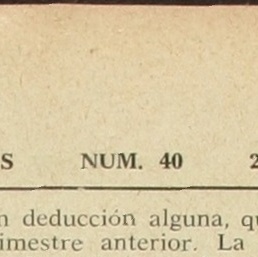 S NUM. 40 2
n deducción alguna, qu
imestre anterior. La